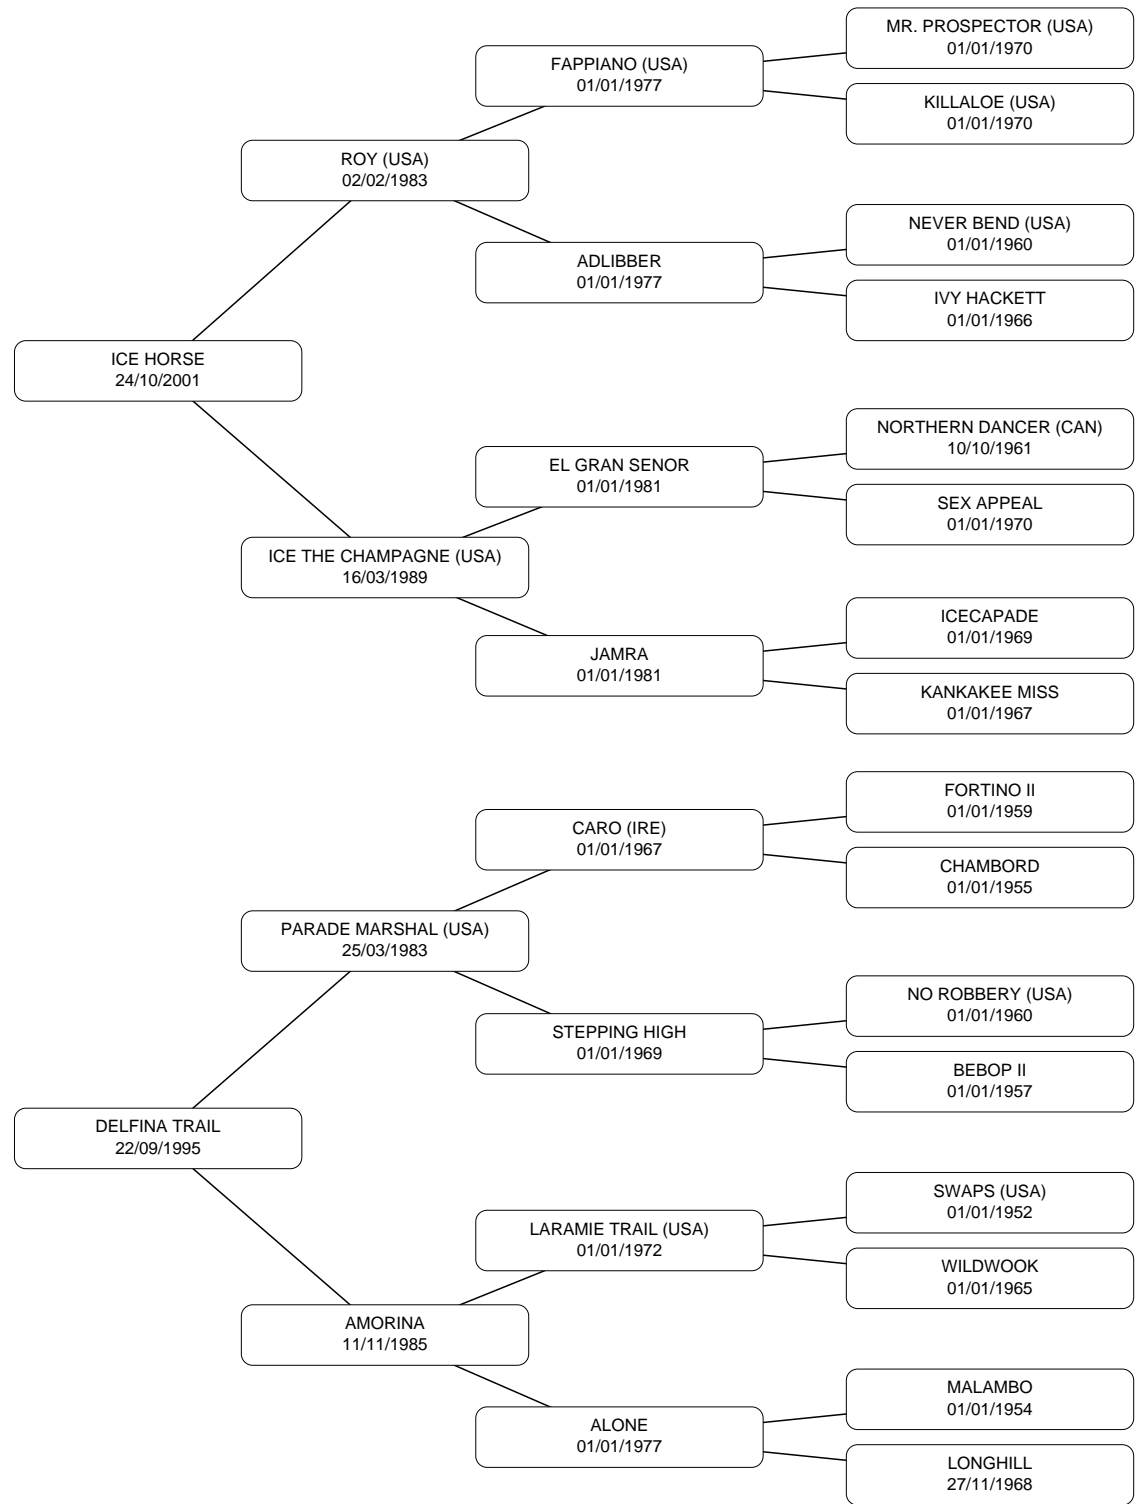 MR. PROSPECTOR (USA)
01/01/1970
FAPPIANO (USA)
01/01/1977
KILLALOE (USA)
01/01/1970
ROY (USA)
02/02/1983
NEVER BEND (USA)
01/01/1960
ADLIBBER
01/01/1977
IVY HACKETT
01/01/1966
ICE HORSE
24/10/2001
NORTHERN DANCER (CAN)
10/10/1961
EL GRAN SENOR
01/01/1981
SEX APPEAL
01/01/1970
ICE THE CHAMPAGNE (USA)
16/03/1989
ICECAPADE
01/01/1969
JAMRA
01/01/1981
KANKAKEE MISS
01/01/1967
FORTINO II
01/01/1959
CARO (IRE)
01/01/1967
CHAMBORD
01/01/1955
PARADE MARSHAL (USA)
25/03/1983
NO ROBBERY (USA)
01/01/1960
STEPPING HIGH
01/01/1969
BEBOP II
01/01/1957
DELFINA TRAIL
22/09/1995
SWAPS (USA)
01/01/1952
LARAMIE TRAIL (USA)
01/01/1972
WILDWOOK
01/01/1965
AMORINA
11/11/1985
MALAMBO
01/01/1954
ALONE
01/01/1977
LONGHILL
27/11/1968